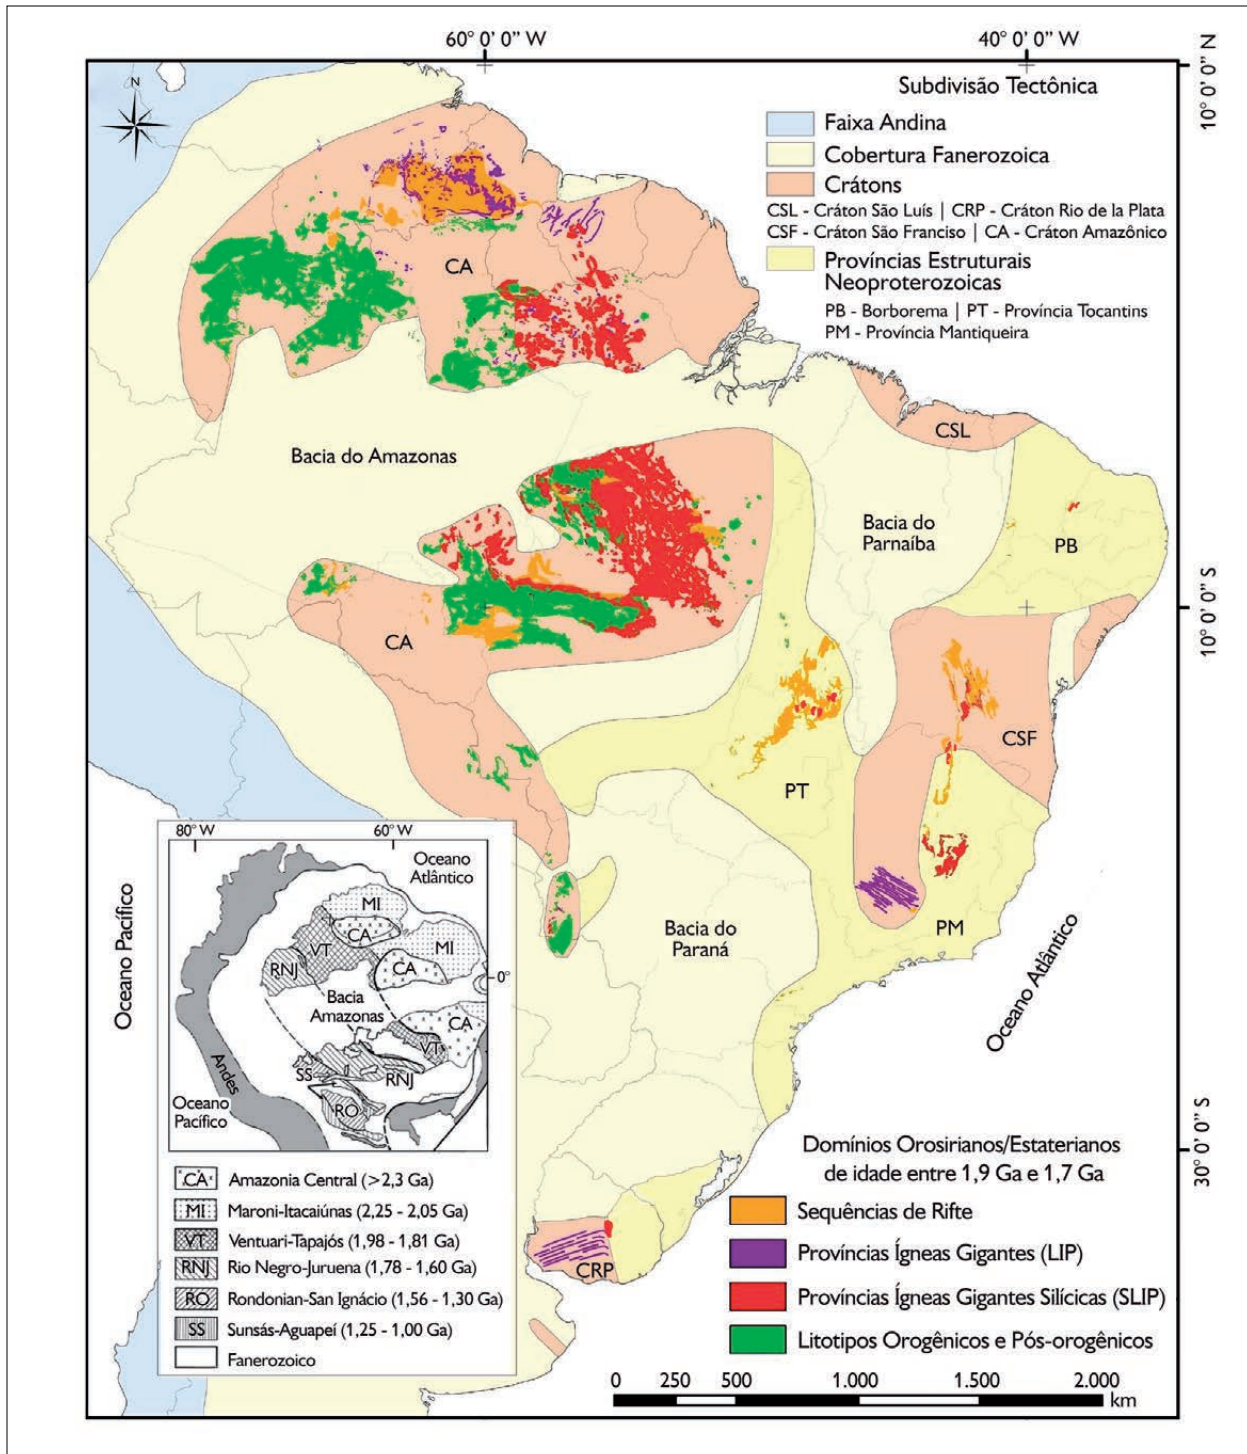 60° 0' 0" W
40° 0' 0" W
10° 0' 0" N
N
Subdivisão Tectônica
Faixa Andina
Cobertura Fanerozoica
Crátons
CSL - Cráton São Luís | CRP - Cráton Rio de la Plata
CSF - Cráton São Franciso | CA - Cráton Amazônico
Províncias Estruturais
Neoproterozoicas
PB - Borborema | PT - Província Tocantins
PM - Província Mantiqueira
CA
CSL
Bacia do Amazonas
Bacia do
Parnaíba
PB
10° 0' 0" S
CA
CSF
PT
Bacia do
Paraná
PM
Oceano Pacífico
Oceano Atlântico
80° W
60° W
Oceano
Atlântico
MI
CA
MI
VT
RNJ
CA
0°
Bacia
Amazonas
CA
VT
SS
RNJ
RO
Andes
Oceano
Pacífico
CA
Amazonia Central (>2,3 Ga)
MI
Maroni-Itacaiúnas (2,25 - 2,05 Ga)
VT
Ventuari-Tapajós (1,98 - 1,81 Ga)
RNJ
Rio Negro-Juruena (1,78 - 1,60 Ga)
RO
Rondonian-San Ignácio (1,56 - 1,30 Ga)
SS
Sunsás-Aguapeí (1,25 - 1,00 Ga)
Fanerozoico
30° 0' 0" S
CRP
Domínios Orosirianos/Estaterianos
de idade entre 1,9 Ga e 1,7 Ga
Sequências de Rifte
Províncias Ígneas Gigantes (LIP)
Províncias Ígneas Gigantes Silícicas (SLIP)
Litotipos Orogênicos e Pós-orogênicos
0 250 500 1.000 1.500 2.000
km